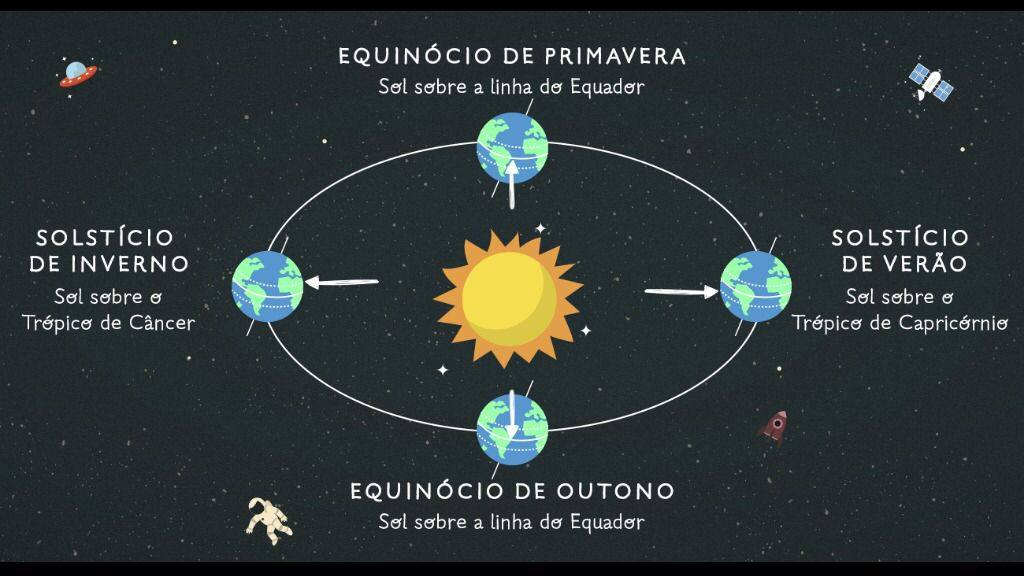 EQUINÓCIO DE PRIMAVERA
Sol sobre a linha do Equador
SOLSTÍCIO
DE INVERNO
Sol sobre o
Trópico de Câncer
SOLSTÍCIO
DE VERÃO
Sol sobre o
Trópico de Capricórnio
EQUINÓCIO DE OUTONO
Sol sobre a linha do Equador